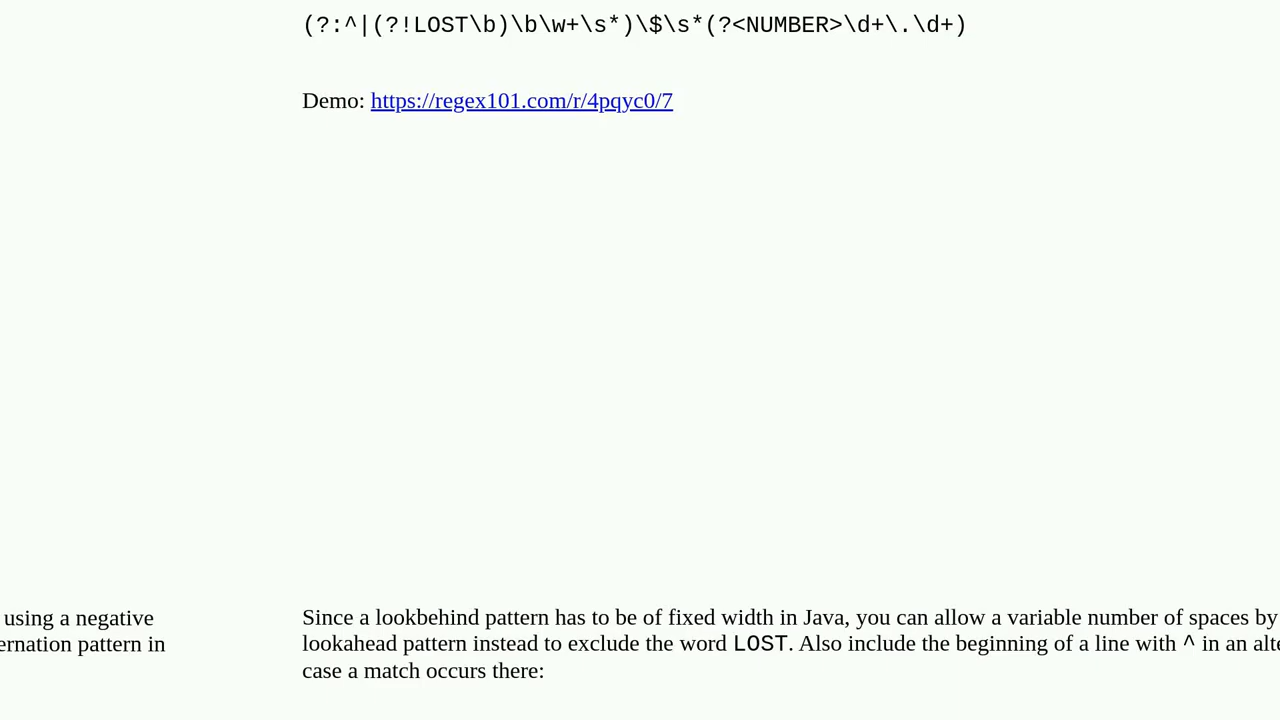 (?:^|(?!LOST\b)\b\w+\s*)\$\s*(?<NUMBER>\d+\.\d+)
Demo: https://regex101.com/r/4pqyc0/7
using a negative
ernation pattern in
Since a lookbehind pattern has to be of fixed width in Java, you can allow a variable number of spaces by
lookahead pattern instead to exclude the word LOST. Also include the beginning of a line with ^ in an alte
case a match occurs there: